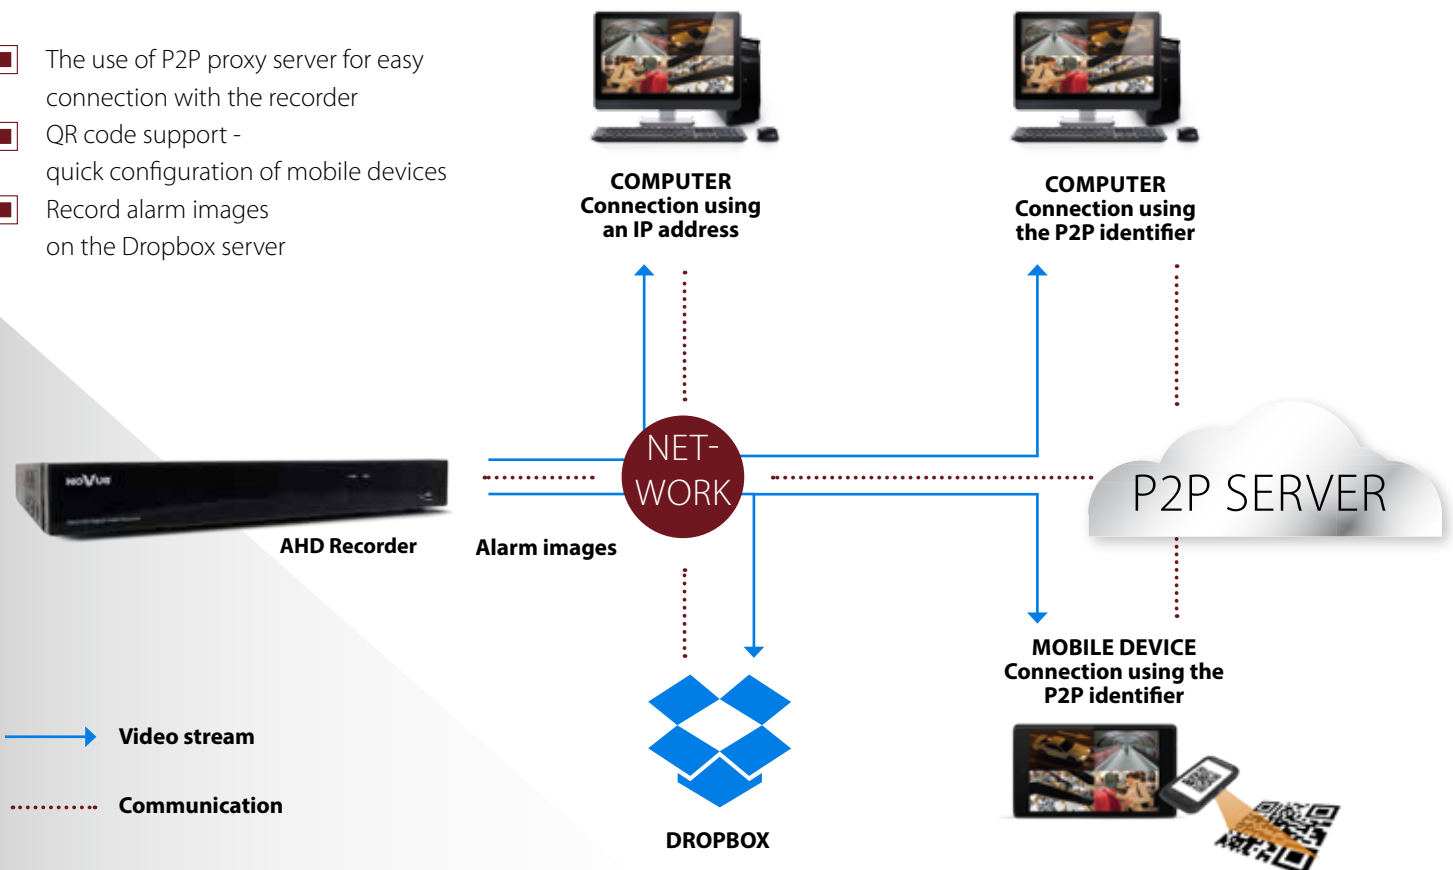 The use of P2P proxy server for easy
connection with the recorder
QR code support -
quick configuration of mobile devices
Record alarm images
on the Dropbox server
COMPUTER
Connection using
an IP address
COMPUTER
Connection using
the P2P identifier
NET-
WORK
P2P SERVER
NOVUS
AHD Recorder
Alarm images
MOBILE DEVICE
Connection using the
P2P identifier
Video stream
Communication
DROPBOX